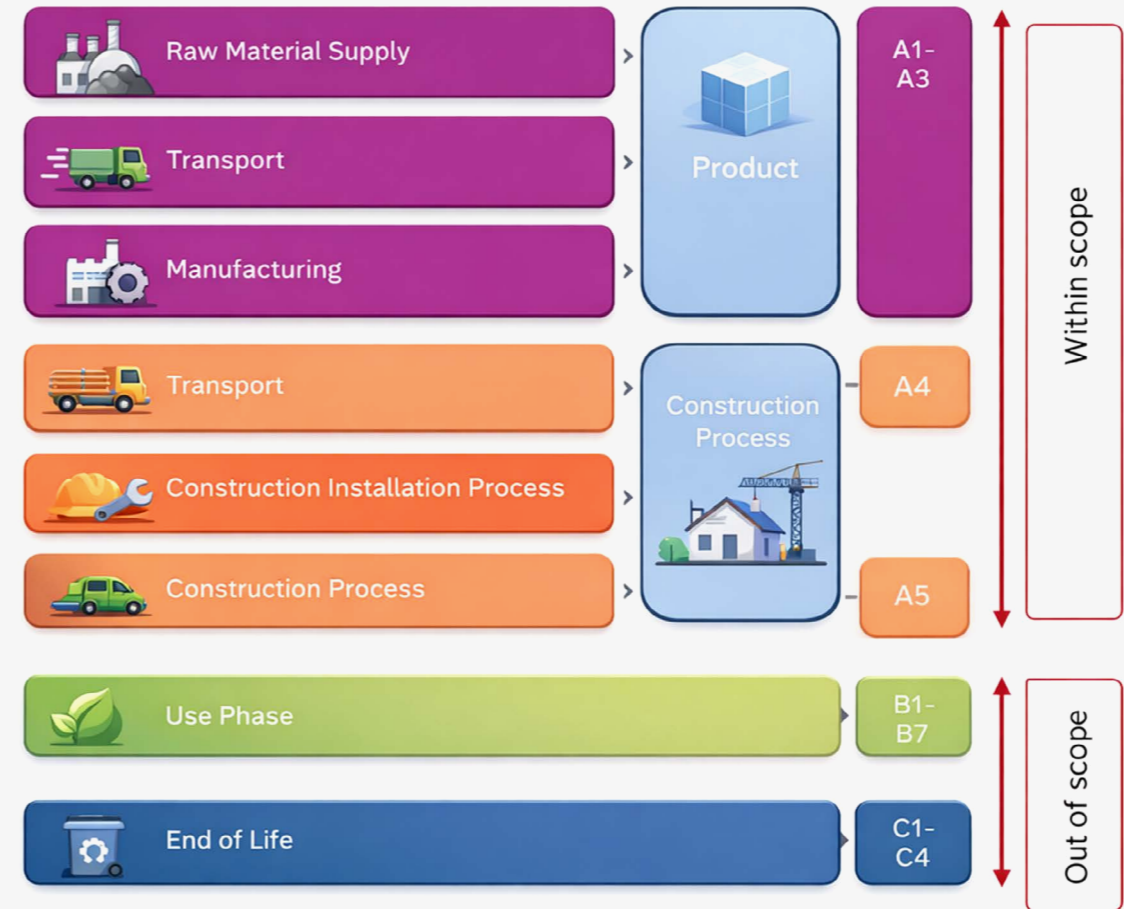 Raw Material Supply
Transport
Manufacturing
Product
A1-
A3
Transport
Construction Installation Process
Construction Process
Construction
Process
A4
A5
Within scope
Use Phase
B1-
B7
End of Life
C1-
C4
Out of scope